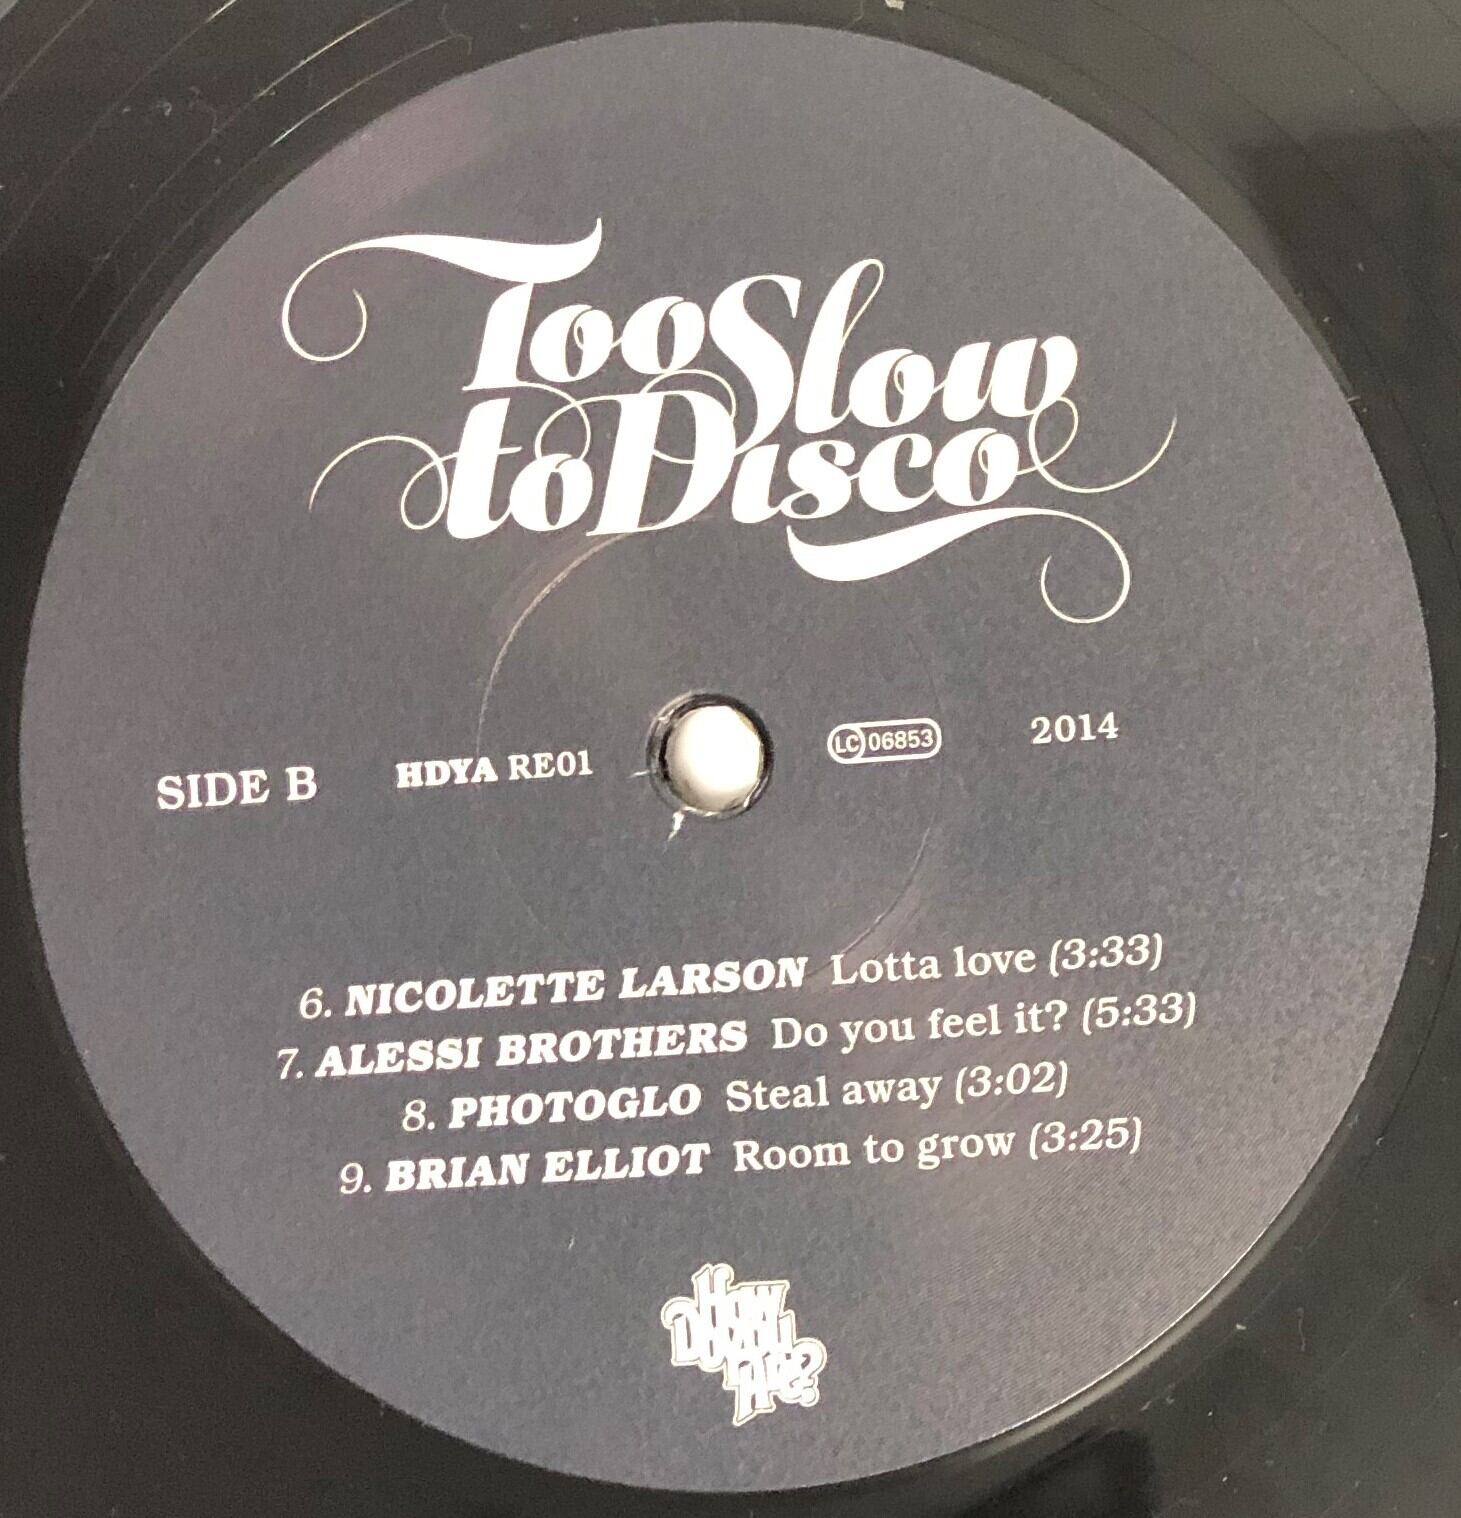 Too Slow
to Disco
SIDE B HDYA RE01 LC 06853 2014
6. NICOLETTE LARSON Lotta love (3:33)
7. ALESSI BROTHERS Do you feel it? (5:33)
8. PHOTOGLO Steal away (3:02)
9. BRIAN ELLIOT Room to grow (3:25)
How
Do You
Are?